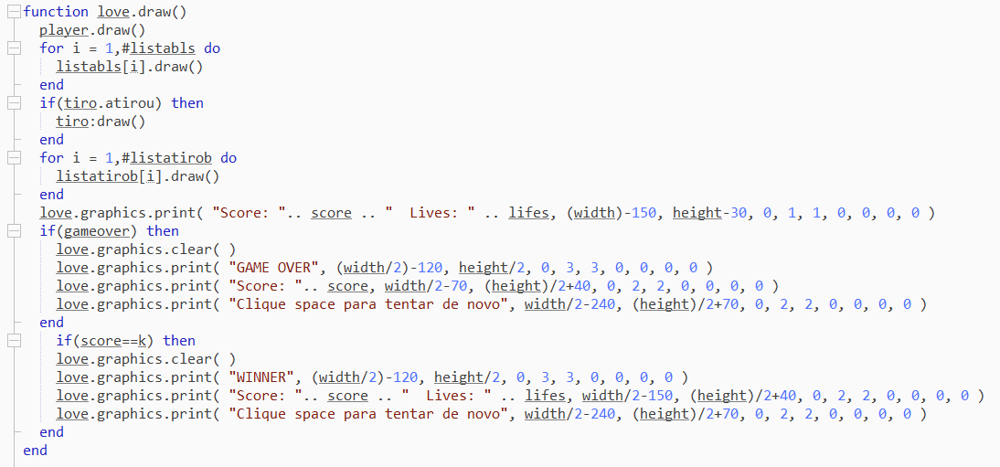 function love.draw()
  player.draw()
  for i = 1,#listabls do
    listabls[i].draw()
  end
  if(tiro.atirou) then
    tiro:draw()
  end
  for i = 1,#listatirob do
    listatirob[i].draw()
  end
  love.graphics.print( "Score: ".. score .. "  Lives: " .. lifes, (width)-150, height-30, 0, 1, 1, 0, 0, 0, 0 )
  if(gameover) then
    love.graphics.clear( )
    love.graphics.print( "GAME OVER", (width/2)-120, height/2, 0, 3, 3, 0, 0, 0, 0 )
    love.graphics.print( "Score: ".. score, width/2-70, (height)/2+40, 0, 2, 2, 0, 0, 0, 0 )
    love.graphics.print( "Clique space para tentar de novo", width/2-240, (height)/2+70, 0, 2, 2, 0, 0, 0, 0 )
  end
    if(score==k) then
    love.graphics.clear( )
    love.graphics.print( "WINNER", (width/2)-120, height/2, 0, 3, 3, 0, 0, 0, 0 )
    love.graphics.print( "Score: ".. score .. "  Lives: " .. lifes, width/2-150, (height)/2+40, 0, 2, 2, 0, 0, 0, 0 )
    love.graphics.print( "Clique space para tentar de novo", width/2-240, (height)/2+70, 0, 2, 2, 0, 0, 0, 0 )
  end
end